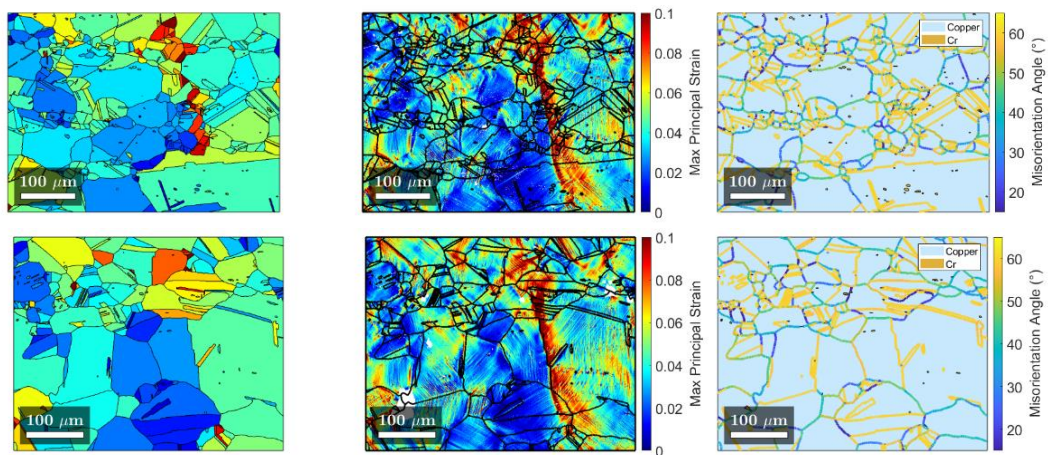 100 μm
100 μm
0.1
0.08
0.06
0.04
0.02
0
Max Principal Strain
Copper
Cr
100 μm
60
50
40
30
20
Misorientation Angle (°)
100 μm
100 μm
0.1
0.08
0.06
0.04
0.02
0
Max Principal Strain
Copper
Cr
100 μm
60
50
40
30
20
Misorientation Angle (°)